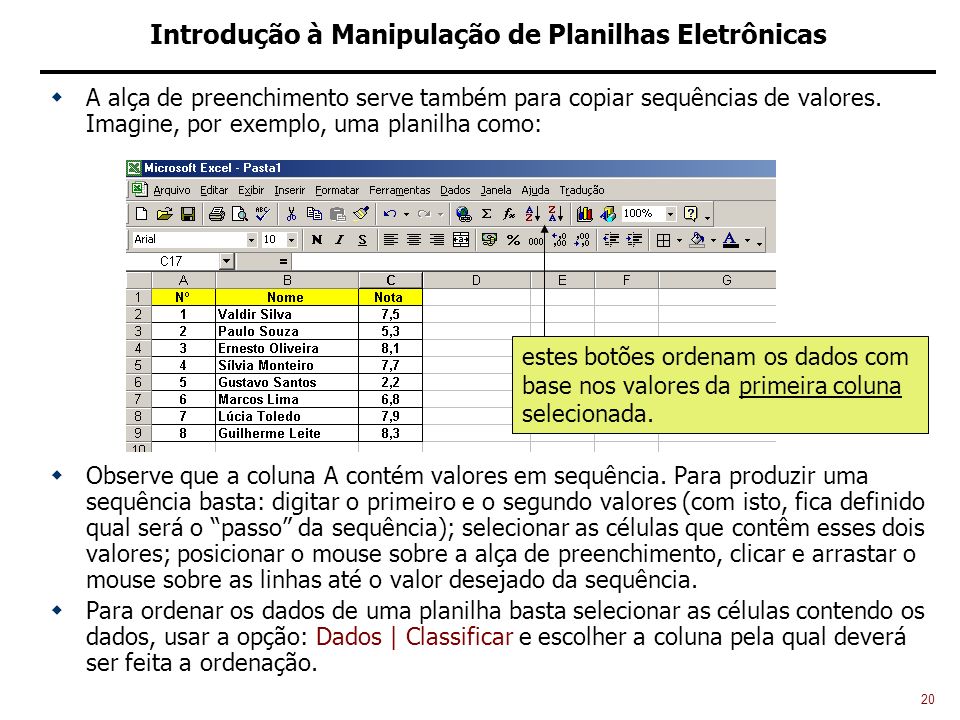 Introdução à Manipulação de Planilhas Eletrônicas
A alça de preenchimento serve também para copiar sequências de valores.
Imagine, por exemplo, uma planilha como:
Microsoft Excel - Pasta1
Arquivo Editar Exibir Inserir Formatar Ferramentas Dados Janela Ajuda Tradução
100%
Arial 10 N I S % 000
C17 =
A B C D E F G
1 Nº Nome Nota
2 1 Valdir Silva 7,5
3 2 Paulo Souza 5,3
4 3 Ernesto Oliveira 8,1
5 4 Sílvia Monteiro 7,7
6 5 Gustavo Santos 2,2
7 6 Marcos Lima 6,8
8 7 Lúcia Toledo 7,9
9 8 Guilherme Leite 8,3
10
estes botões ordenam os dados com
base nos valores da primeira coluna
selecionada.
Observe que a coluna A contém valores em sequência. Para produzir uma
sequência basta: digitar o primeiro e o segundo valores (com isto, fica definido
qual será o “passo” da sequência); selecionar as células que contêm esses dois
valores; posicionar o mouse sobre a alça de preenchimento, clicar e arrastar o
mouse sobre as linhas até o valor desejado da sequência.
Para ordenar os dados de uma planilha basta selecionar as células contendo os
dados, usar a opção: Dados | Classificar e escolher a coluna pela qual deverá
ser feita a ordenação.
20